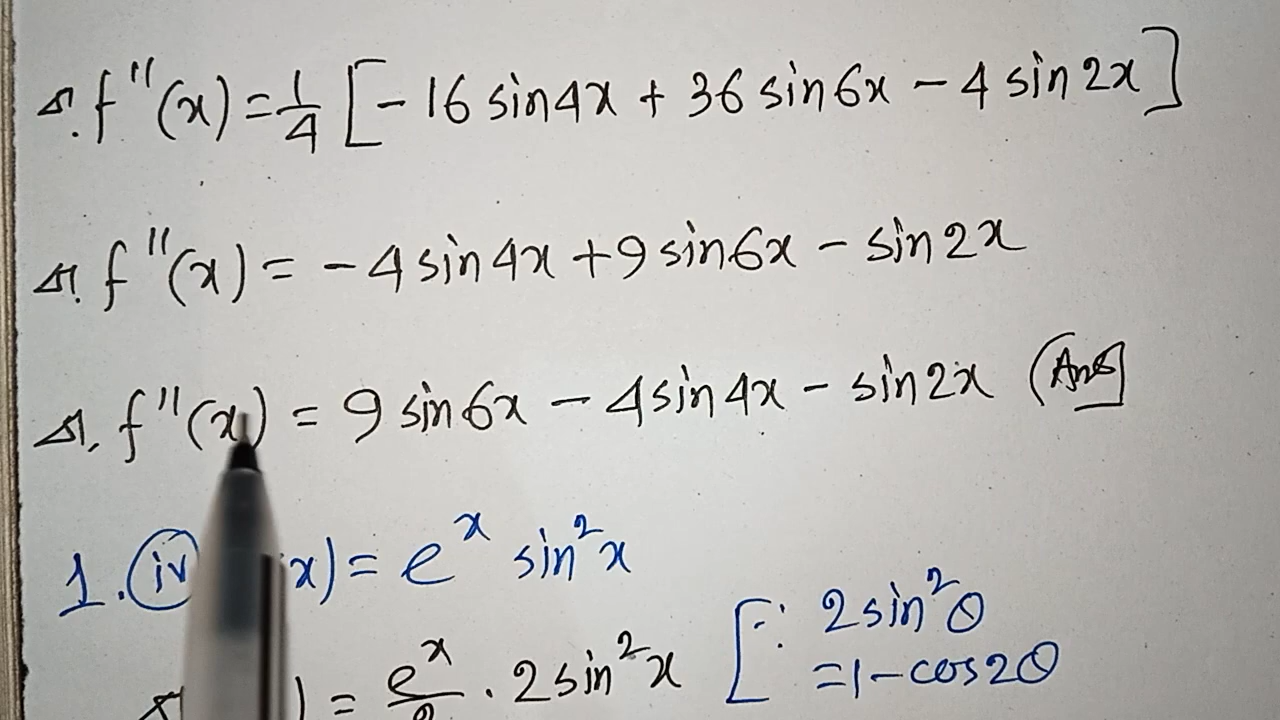 বা. f''(x) = 1/4 [- 16 sin4x + 36 sin6x - 4 sin2x]
বা. f''(x) = - 4 sin4x + 9 sin6x - sin2x
বা, f''(x) = 9 sin6x - 4 sin4x - sin2x (Ans]
1. (iv) x) = e^x sin²x
) = e^x/2 . 2 sin²x [∵ 2 sin²θ
= 1 - cos2θ